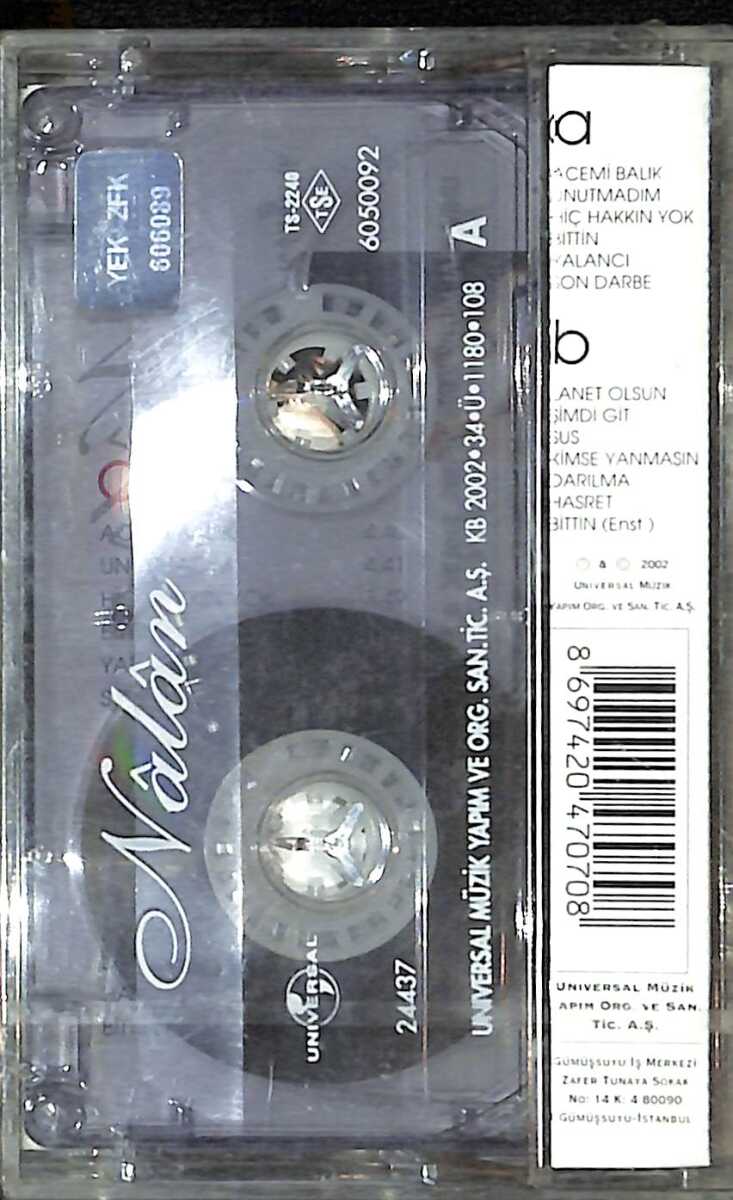 YEK 2FK
606089
TS-2240
TSE
6050092
A
Nâlân
UNIVERSAL
24437
UNIVERSAL MÜZİK YAPIM VE ORG. SAN.TİC. A.Ş. KB 2002•34•Ü•1180•108
a
ACEMİ BALIK
UNUTMADIM
HİÇ HAKKIN YOK
BİTTİN
YALANCI
SON DARBE
b
LANET OLSUN
ŞİMDİ GİT
SUS
KİMSE YANMASIN
DARILMA
HASRET
BİTTİN (Enst.)
& 2002
UNIVERSAL MÜZİK
YAPIM ORG. VE SAN. TİC. A.Ş.
8 697420 470708
UNIVERSAL MÜZİK
YAPIM ORG. VE SAN.
TİC. A.Ş.
GÜMÜŞSUYU İŞ MERKEZİ
ZAFER TUNAYA SOKAK
No: 14 K: 4 80090
GÜMÜŞSUYU-İSTANBUL